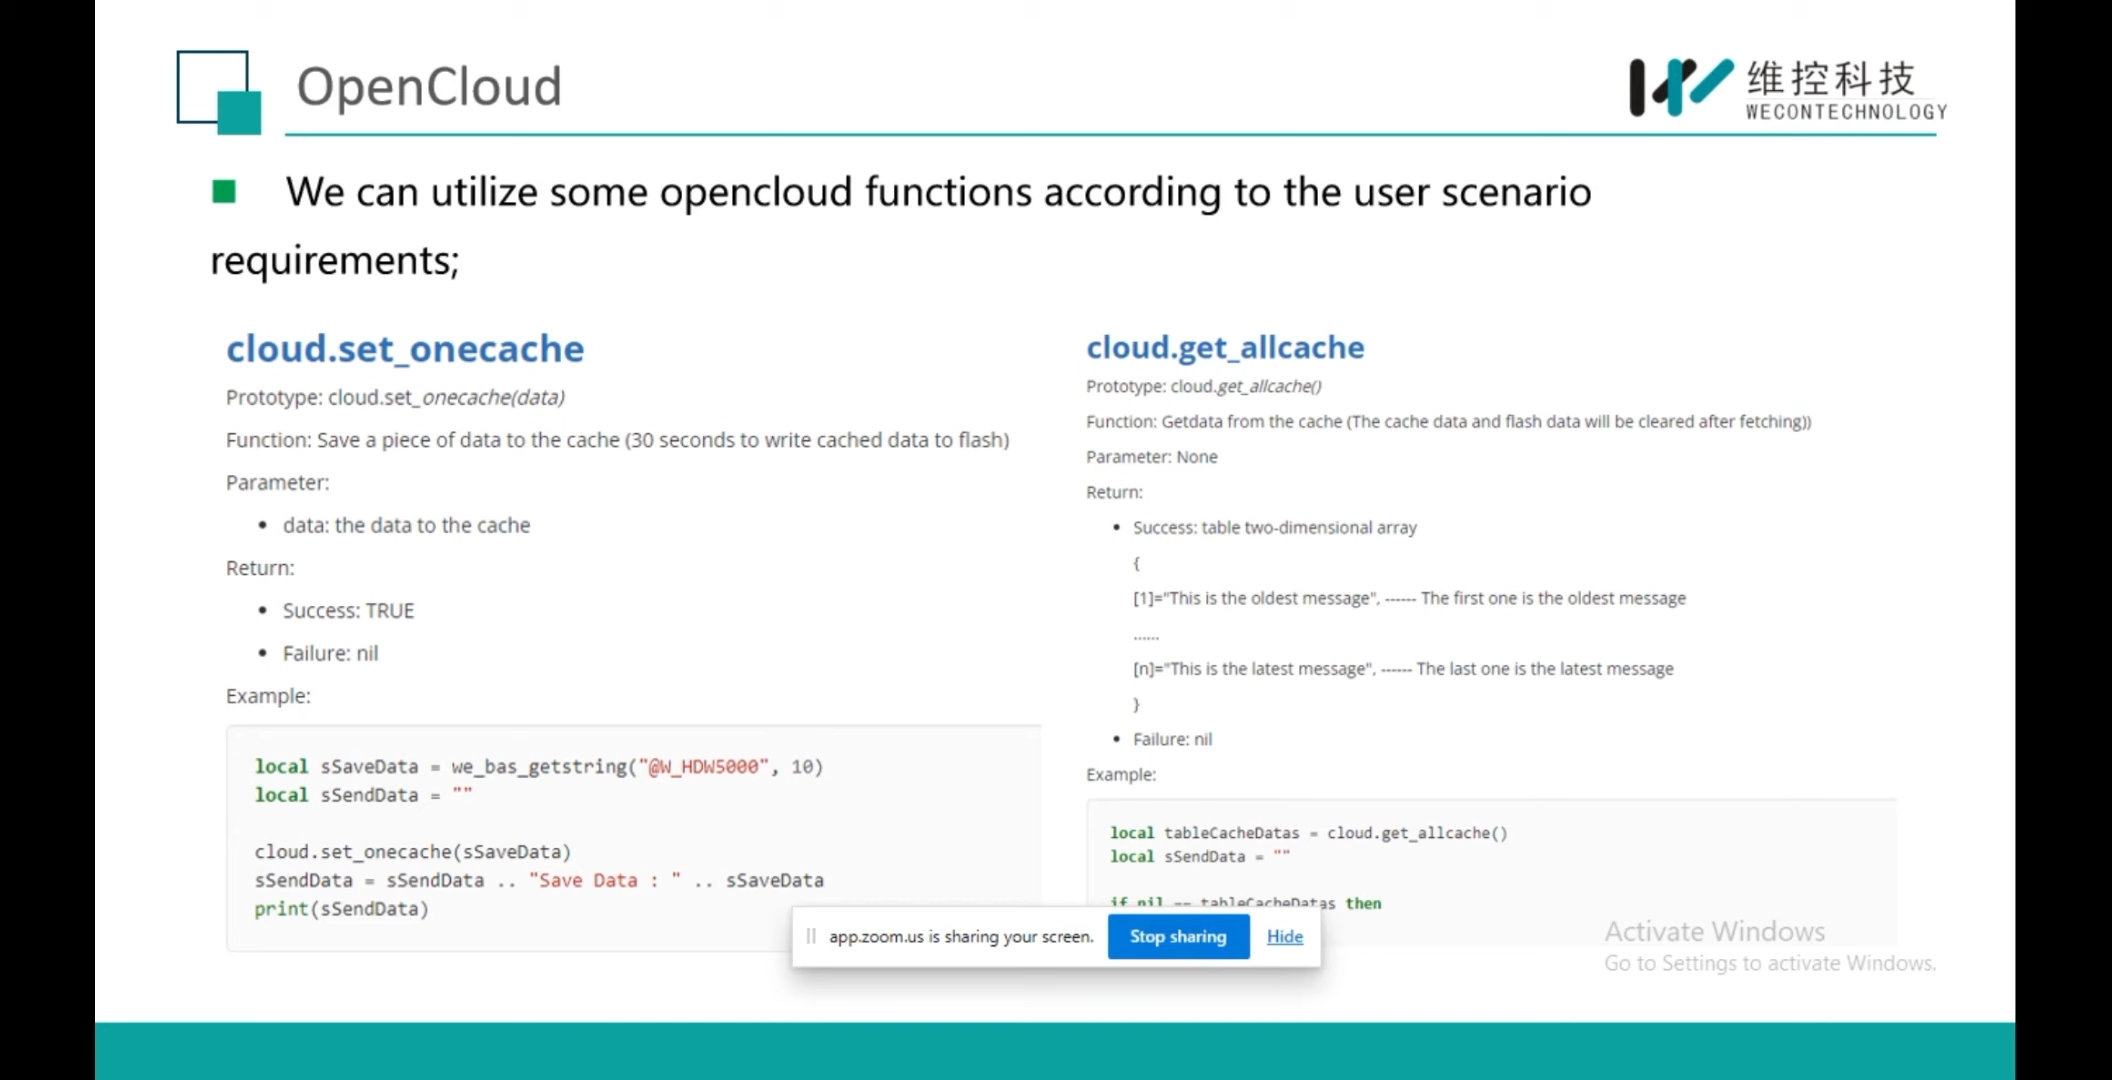 OpenCloud
维控科技
WECONTECHNOLOGY
We can utilize some opencloud functions according to the user scenario
requirements;
cloud.set_onecache
Prototype: cloud.set_onecache(data)
Function: Save a piece of data to the cache (30 seconds to write cached data to flash)
Parameter:
• data: the data to the cache
Return:
• Success: TRUE
• Failure: nil
Example:
local sSaveData = we_bas_getstring("@W_HDW5000", 10)
local sSendData = ""
cloud.set_onecache(sSaveData)
sSendData = sSendData .. "Save Data : " .. sSaveData
print(sSendData)
cloud.get_allcache
Prototype: cloud.get_allcache()
Function: Getdata from the cache (The cache data and flash data will be cleared after fetching))
Parameter: None
Return:
• Success: table two-dimensional array
{
[1]="This is the oldest message", ------ The first one is the oldest message
......
[n]="This is the latest message", ------ The last one is the latest message
}
• Failure: nil
Example:
local tableCacheDatas = cloud.get_allcache()
local sSendData = ""
if nil == tableCacheDatas then
app.zoom.us is sharing your screen.
Stop sharing
Hide
Activate Windows
Go to Settings to activate Windows.